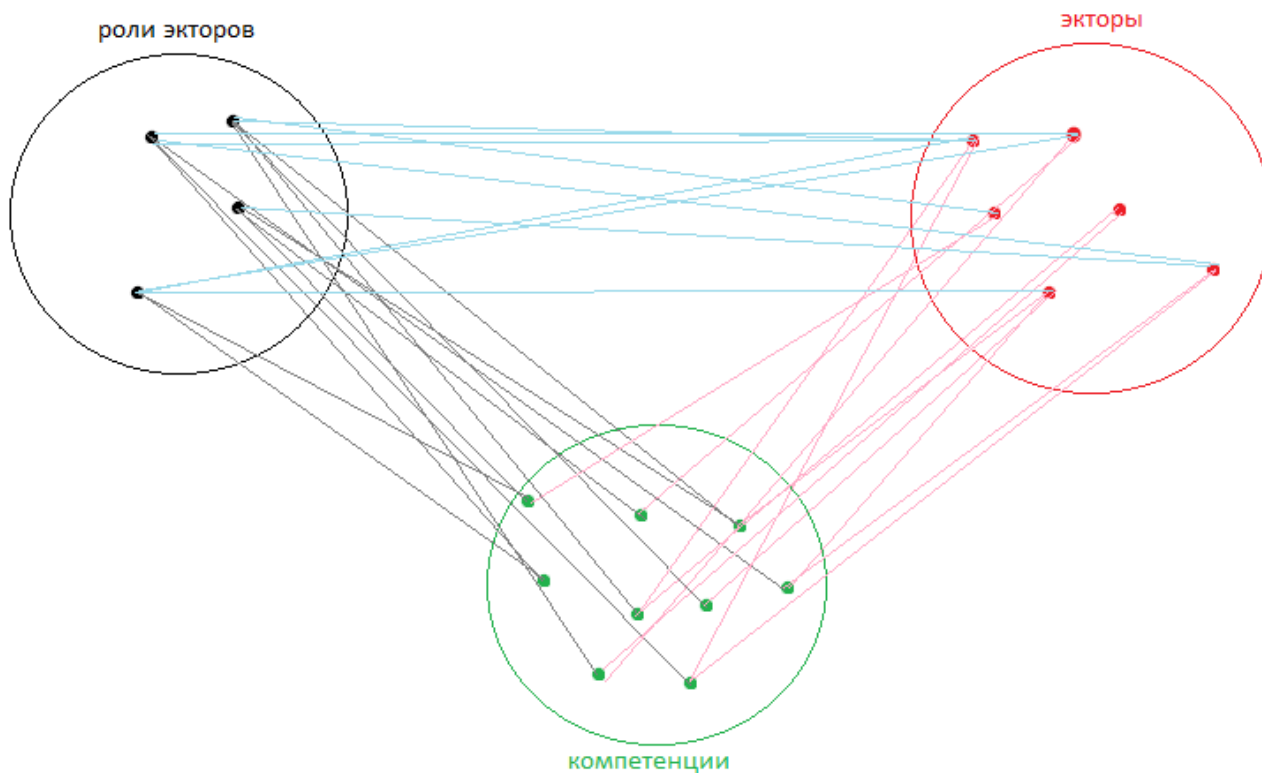 роли экторов
экторы
компетенции